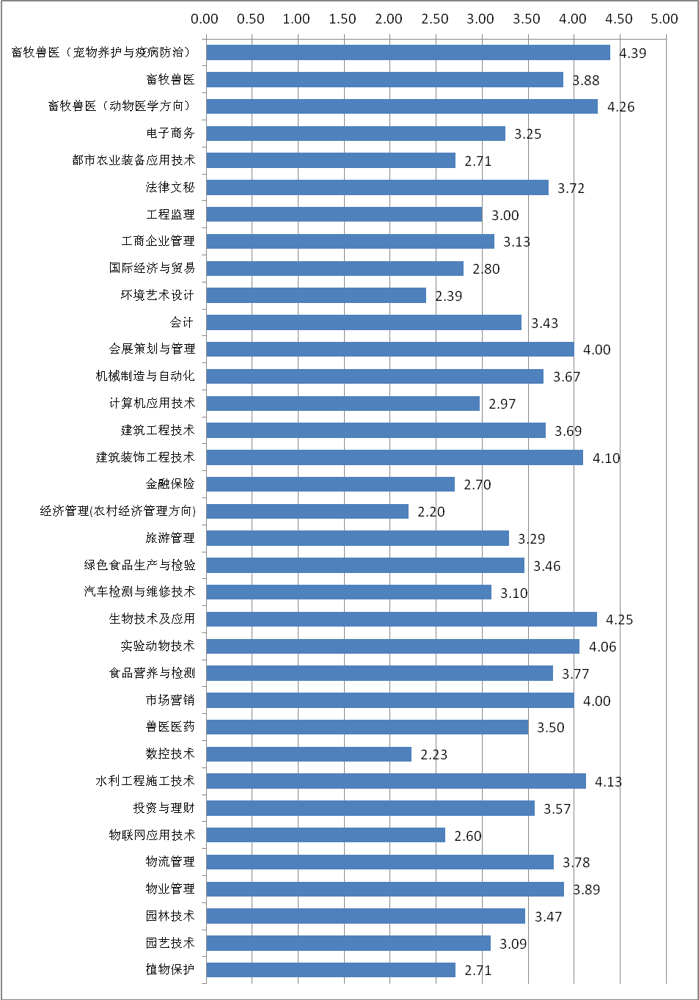 0.00 0.50 1.00 1.50 2.00 2.50 3.00 3.50 4.00 4.50 5.00
畜牧兽医（宠物养护与疫病防治） 4.39
畜牧兽医 3.88
畜牧兽医（动物医学方向） 4.26
电子商务 3.25
都市农业装备应用技术 2.71
法律文秘 3.72
工程监理 3.00
工商企业管理 3.13
国际经济与贸易 2.80
环境艺术设计 2.39
会计 3.43
会展策划与管理 4.00
机械制造与自动化 3.67
计算机应用技术 2.97
建筑工程技术 3.69
建筑装饰工程技术 4.10
金融保险 2.70
经济管理(农村经济管理方向) 2.20
旅游管理 3.29
绿色食品生产与检验 3.46
汽车检测与维修技术 3.10
生物技术及应用 4.25
实验动物技术 4.06
食品营养与检测 3.77
市场营销 4.00
兽医医药 3.50
数控技术 2.23
水利工程施工技术 4.13
投资与理财 3.57
物联网应用技术 2.60
物流管理 3.78
物业管理 3.89
园林技术 3.47
园艺技术 3.09
植物保护 2.71